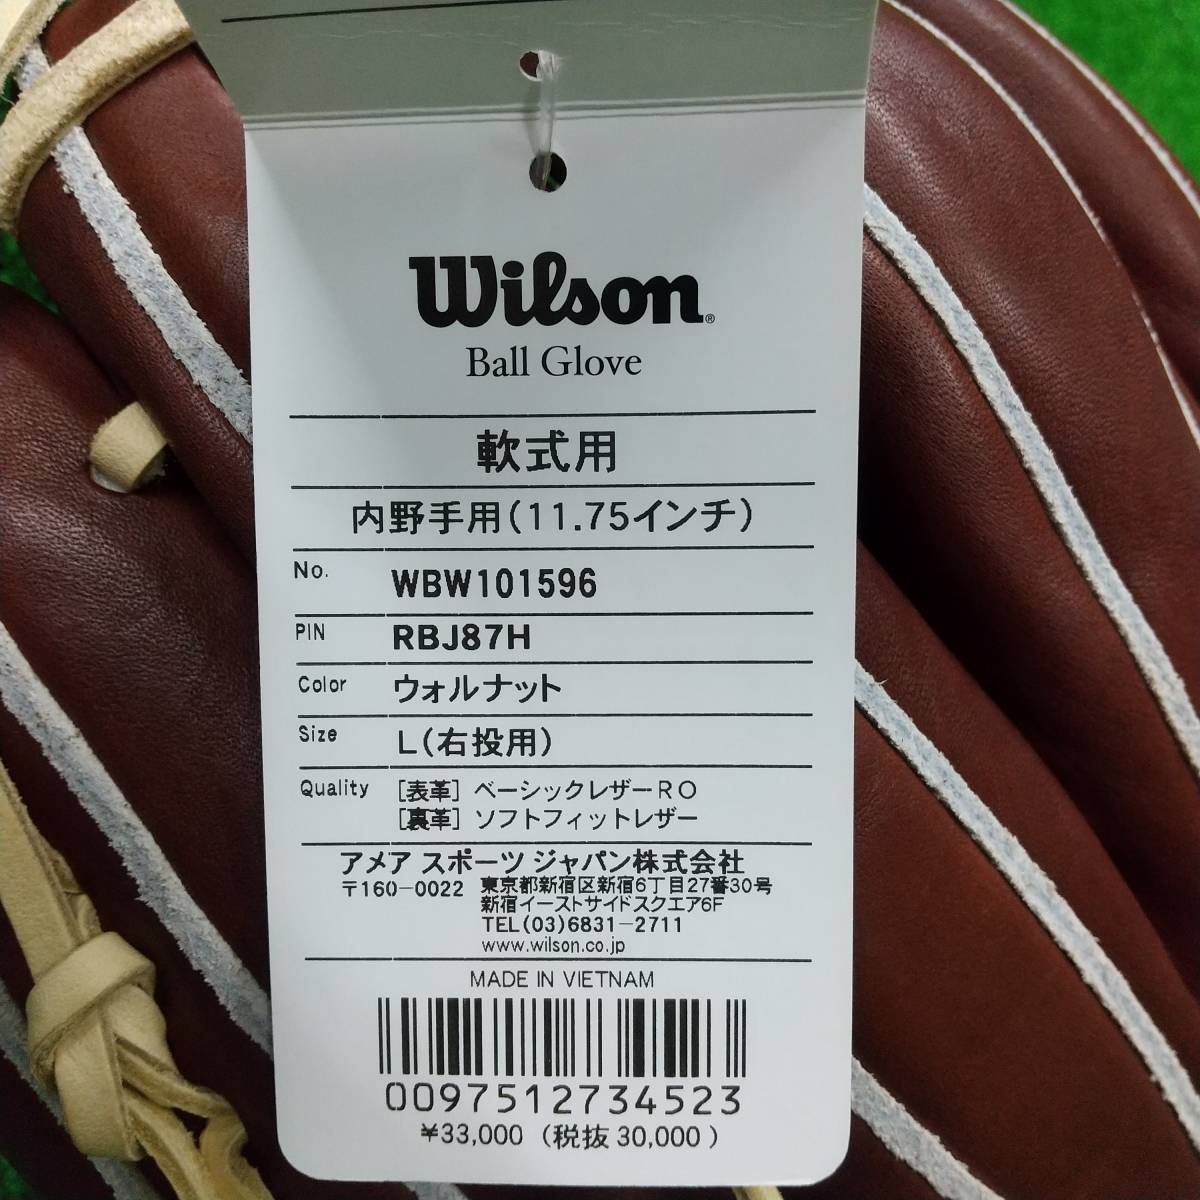 Wilson®
Ball Glove
軟式用
内野手用(11.75インチ)
No. WBW101596
PIN RBJ87H
Color ウォルナット
Size L(右投用)
Quality [表革] ベーシックレザーRO
[裏革] ソフトフィットレザー
アメア スポーツ ジャパン株式会社
〒160-0022 東京都新宿区新宿6丁目27番30号
新宿イーストサイドスクエア6F
TEL(03)6831-2711
www.wilson.co.jp
MADE IN VIETNAM
0097512734523
¥33,000 (税抜 30,000)